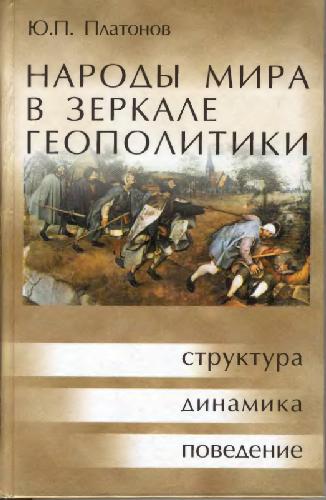 Ю.П. Платонов
НАРОДЫ МИРА
В ЗЕРКАЛЕ
ГЕОПОЛИТИКИ
структура
динамика
поведение